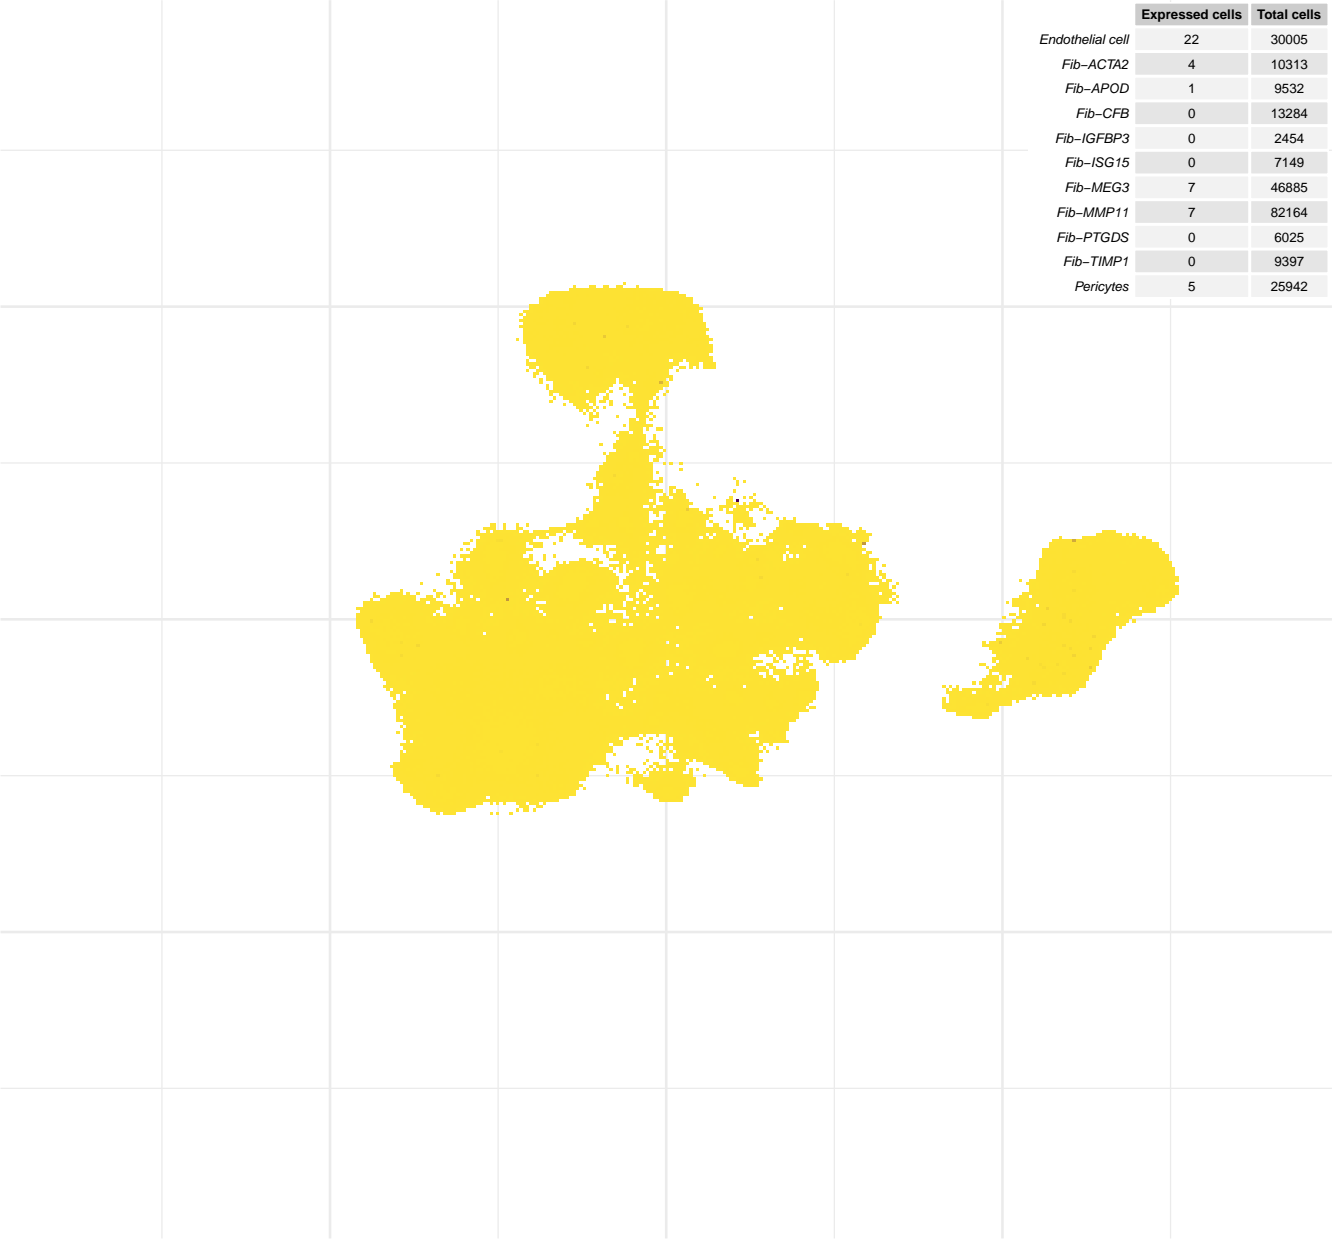 Expressed cells Total cells
Endothelial cell 22 30005
Fib−ACTA2 4 10313
Fib−APOD 1 9532
Fib−CFB 0 13284
Fib−IGFBP3 0 2454
Fib−ISG15 0 7149
Fib−MEG3 7 46885
Fib−MMP11 7 82164
Fib−PTGDS 0 6025
Fib−TIMP1 0 9397
Pericytes 5 25942